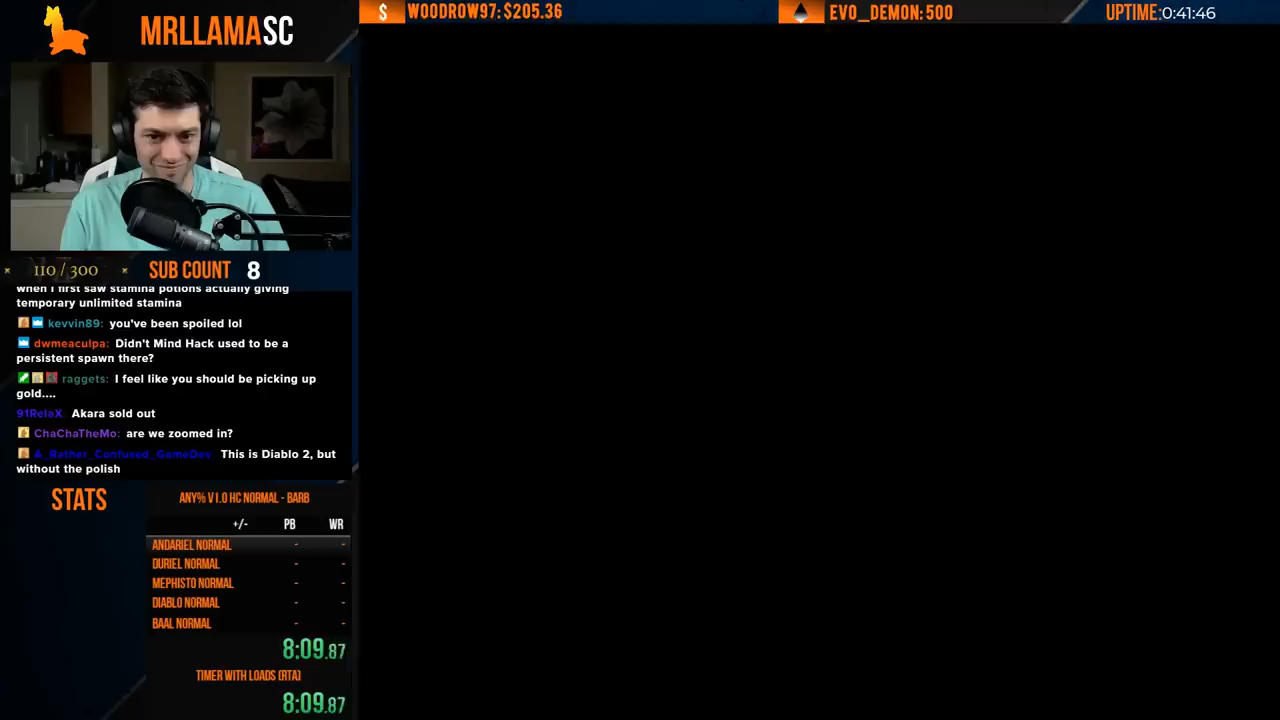 $ WOODROW97: $205.36
EVO_DEMON: 500
UPTIME: 0:41:46
MRLLAMASC
110 / 300
SUB COUNT 8
when I first saw stamina potions actually giving
temporary unlimited stamina
kevvin89: you've been spoiled lol
dwmeaculpa: Didn't Mind Hack used to be a
persistent spawn there?
raggets: I feel like you should be picking up
gold....
91RelaX: Akara sold out
ChaChaTheMo: are we zoomed in?
A_Rather_Confused_GameDev: This is Diablo 2, but
without the polish
STATS
ANY% V1.0 HC NORMAL - BARB
+/- PB WR
ANDARIEL NORMAL - -
DURIEL NORMAL - -
MEPHISTO NORMAL - -
DIABLO NORMAL - -
BAAL NORMAL - -
8:09.87
TIMER WITH LOADS (RTA)
8:09.87